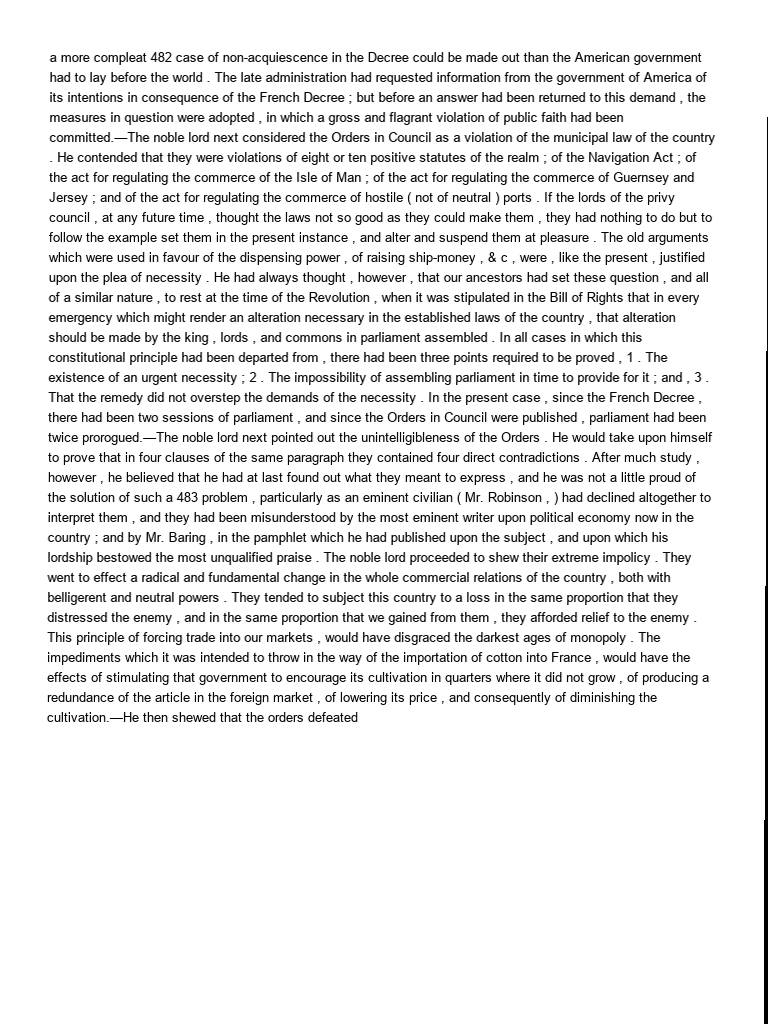 a more compleat 482 case of non-acquiescence in the Decree could be made out than the American government
had to lay before the world . The late administration had requested information from the government of America of
its intentions in consequence of the French Decree ; but before an answer had been returned to this demand , the
measures in question were adopted , in which a gross and flagrant violation of public faith had been
committed.—The noble lord next considered the Orders in Council as a violation of the municipal law of the country
. He contended that they were violations of eight or ten positive statutes of the realm ; of the Navigation Act ; of
the act for regulating the commerce of the Isle of Man ; of the act for regulating the commerce of Guernsey and
Jersey ; and of the act for regulating the commerce of hostile ( not of neutral ) ports . If the lords of the privy
council , at any future time , thought the laws not so good as they could make them , they had nothing to do but to
follow the example set them in the present instance , and alter and suspend them at pleasure . The old arguments
which were used in favour of the dispensing power , of raising ship-money , & c , were , like the present , justified
upon the plea of necessity . He had always thought , however , that our ancestors had set these question , and all
of a similar nature , to rest at the time of the Revolution , when it was stipulated in the Bill of Rights that in every
emergency which might render an alteration necessary in the established laws of the country , that alteration
should be made by the king , lords , and commons in parliament assembled . In all cases in which this
constitutional principle had been departed from , there had been three points required to be proved , 1 . The
existence of an urgent necessity ; 2 . The impossibility of assembling parliament in time to provide for it ; and , 3 .
That the remedy did not overstep the demands of the necessity . In the present case , since the French Decree ,
there had been two sessions of parliament , and since the Orders in Council were published , parliament had been
twice prorogued.—The noble lord next pointed out the unintelligibleness of the Orders . He would take upon himself
to prove that in four clauses of the same paragraph they contained four direct contradictions . After much study ,
however , he believed that he had at last found out what they meant to express , and he was not a little proud of
the solution of such a 483 problem , particularly as an eminent civilian ( Mr. Robinson , ) had declined altogether to
interpret them , and they had been misunderstood by the most eminent writer upon political economy now in the
country ; and by Mr. Baring , in the pamphlet which he had published upon the subject , and upon which his
lordship bestowed the most unqualified praise . The noble lord proceeded to shew their extreme impolicy . They
went to effect a radical and fundamental change in the whole commercial relations of the country , both with
belligerent and neutral powers . They tended to subject this country to a loss in the same proportion that they
distressed the enemy , and in the same proportion that we gained from them , they afforded relief to the enemy .
This principle of forcing trade into our markets , would have disgraced the darkest ages of monopoly . The
impediments which it was intended to throw in the way of the importation of cotton into France , would have the
effects of stimulating that government to encourage its cultivation in quarters where it did not grow , of producing a
redundance of the article in the foreign market , of lowering its price , and consequently of diminishing the
cultivation.—He then shewed that the orders defeated